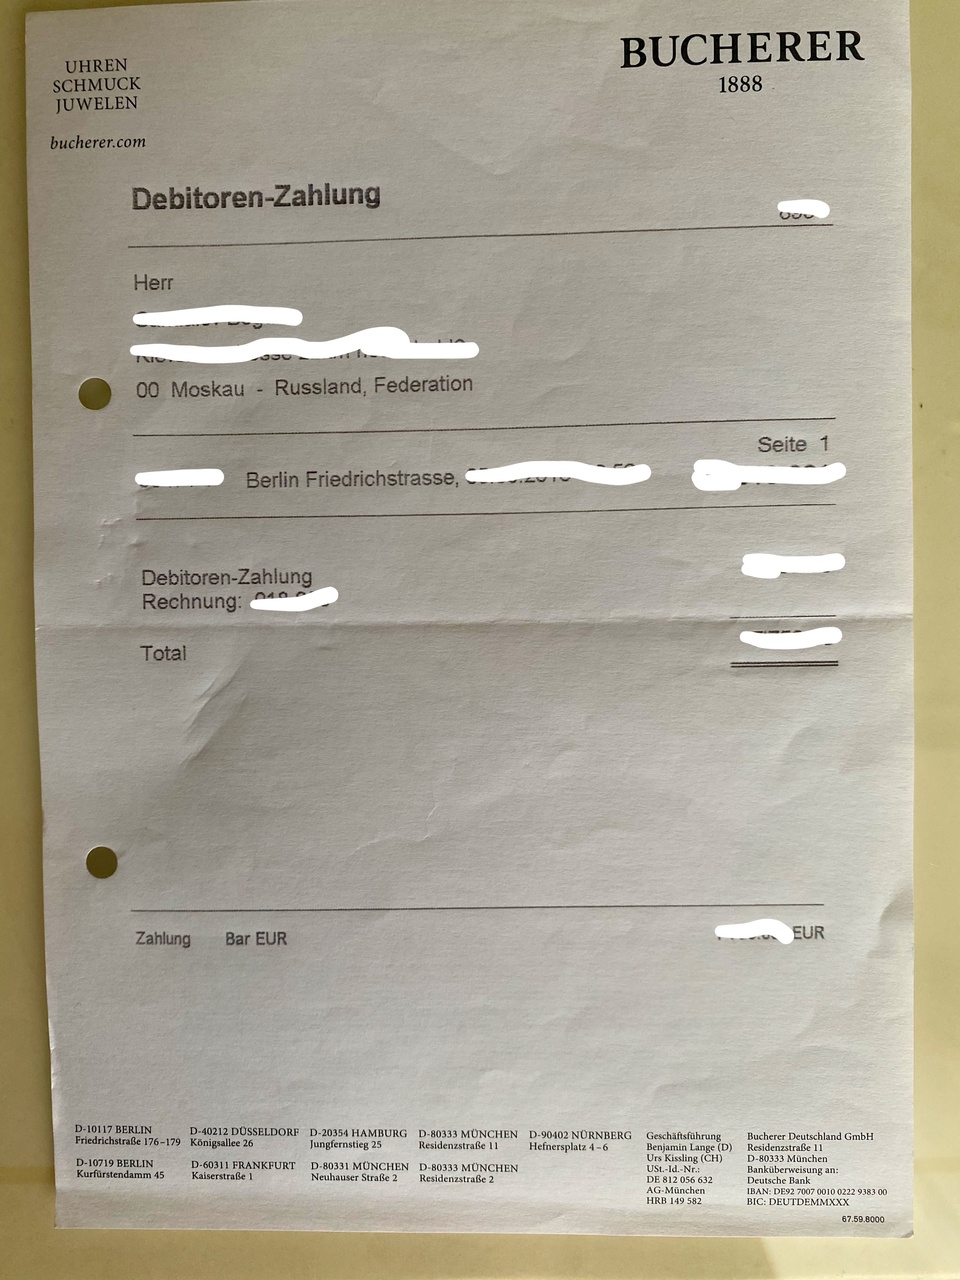 UHREN
SCHMUCK
JUWELEN
bucherer.com
BUCHERER
1888
Debitoren-Zahlung
Herr
00 Moskau - Russland, Federation
Seite 1
Berlin Friedrichstrasse,
Debitoren-Zahlung
Rechnung:
Total
Zahlung Bar EUR EUR
D-10117 BERLIN
Friedrichstraße 176–179
D-10719 BERLIN
Kurfürstendamm 45
D-40212 DÜSSELDORF
Königsallee 26
D-60311 FRANKFURT
Kaiserstraße 1
D-20354 HAMBURG
Jungfernstieg 25
D-80331 MÜNCHEN
Neuhauser Straße 2
D-80333 MÜNCHEN
Residenzstraße 11
D-80333 MÜNCHEN
Residenzstraße 2
D-90402 NÜRNBERG
Hefnersplatz 4–6
Geschäftsführung
Benjamin Lange (D)
Urs Kissling (CH)
USt.-Id.-Nr.:
DE 812 056 632
AG-München
HRB 149 582
Bucherer Deutschland GmbH
Residenzstraße 11
D-80333 München
Banküberweisung an:
Deutsche Bank
IBAN: DE92 7007 0010 0222 9383 00
BIC: DEUTDEMMXXX
67.59.8000